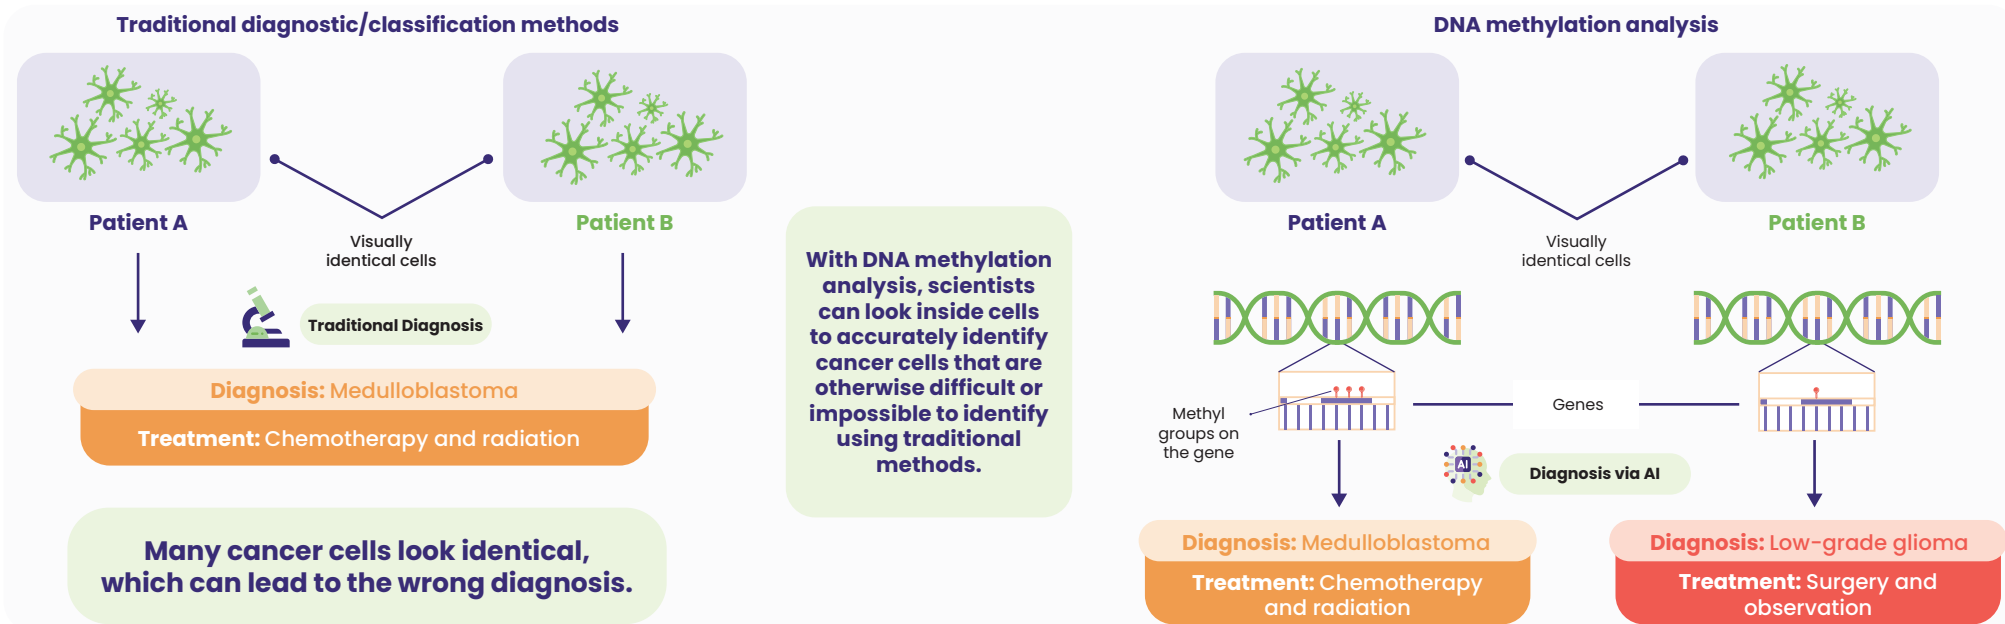 Traditional diagnostic/classification methods
Patient A
Patient B
Visually
identical cells
Traditional Diagnosis
Diagnosis: Medulloblastoma
Treatment: Chemotherapy and radiation
Many cancer cells look identical,
which can lead to the wrong diagnosis.
With DNA methylation
analysis, scientists
can look inside cells
to accurately identify
cancer cells that are
otherwise difficult or
impossible to identify
using traditional
methods.
DNA methylation analysis
Patient A
Patient B
Visually
identical cells
Methyl
groups on
the gene
Genes
AI
Diagnosis via AI
Diagnosis: Medulloblastoma
Treatment: Chemotherapy
and radiation
Diagnosis: Low-grade glioma
Treatment: Surgery and
observation